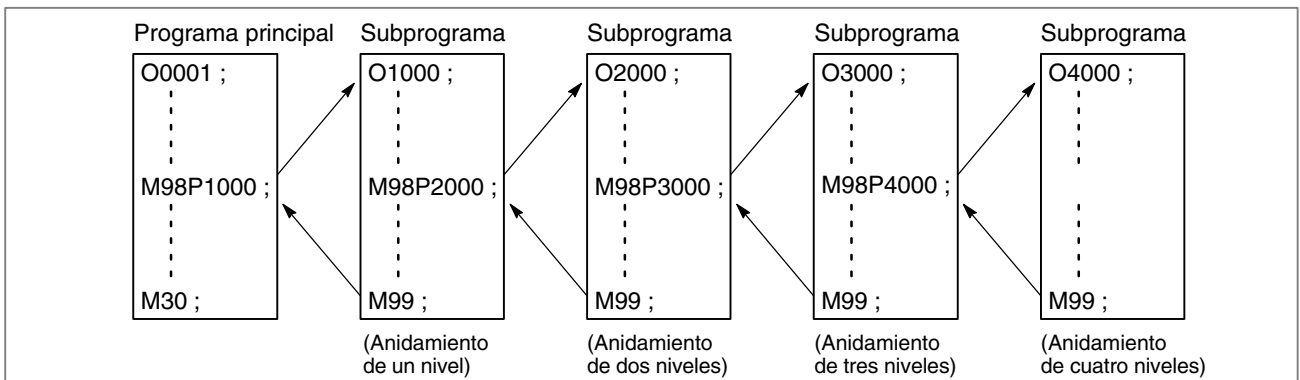 Programa principal
O0001 ;
M98P1000 ;
M30 ;
Subprograma
O1000 ;
M98P2000 ;
M99 ;
(Anidamiento
de un nivel)
Subprograma
O2000 ;
M98P3000 ;
M99 ;
(Anidamiento
de dos niveles)
Subprograma
O3000 ;
M98P4000 ;
M99 ;
(Anidamiento
de tres niveles)
Subprograma
O4000 ;
M99 ;
(Anidamiento
de cuatro niveles)